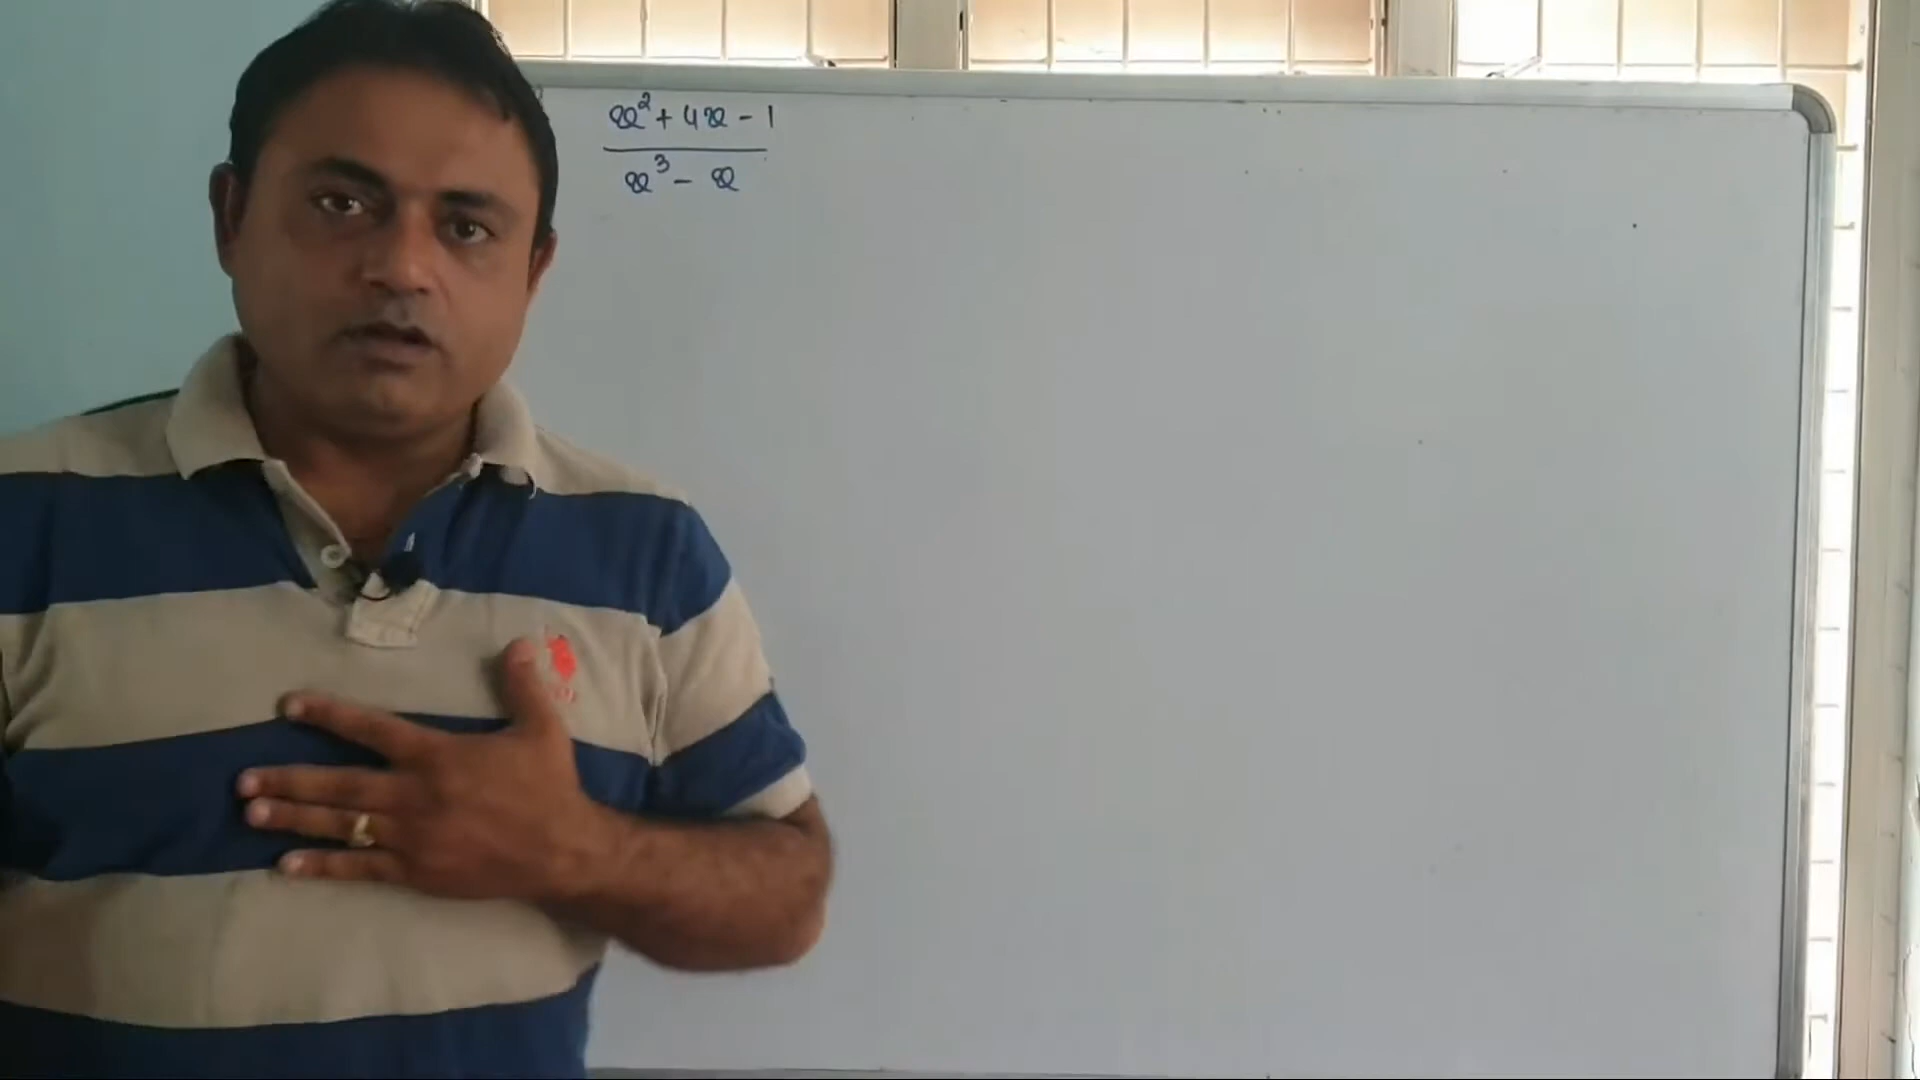 x² + 4x - 1
x³ - x